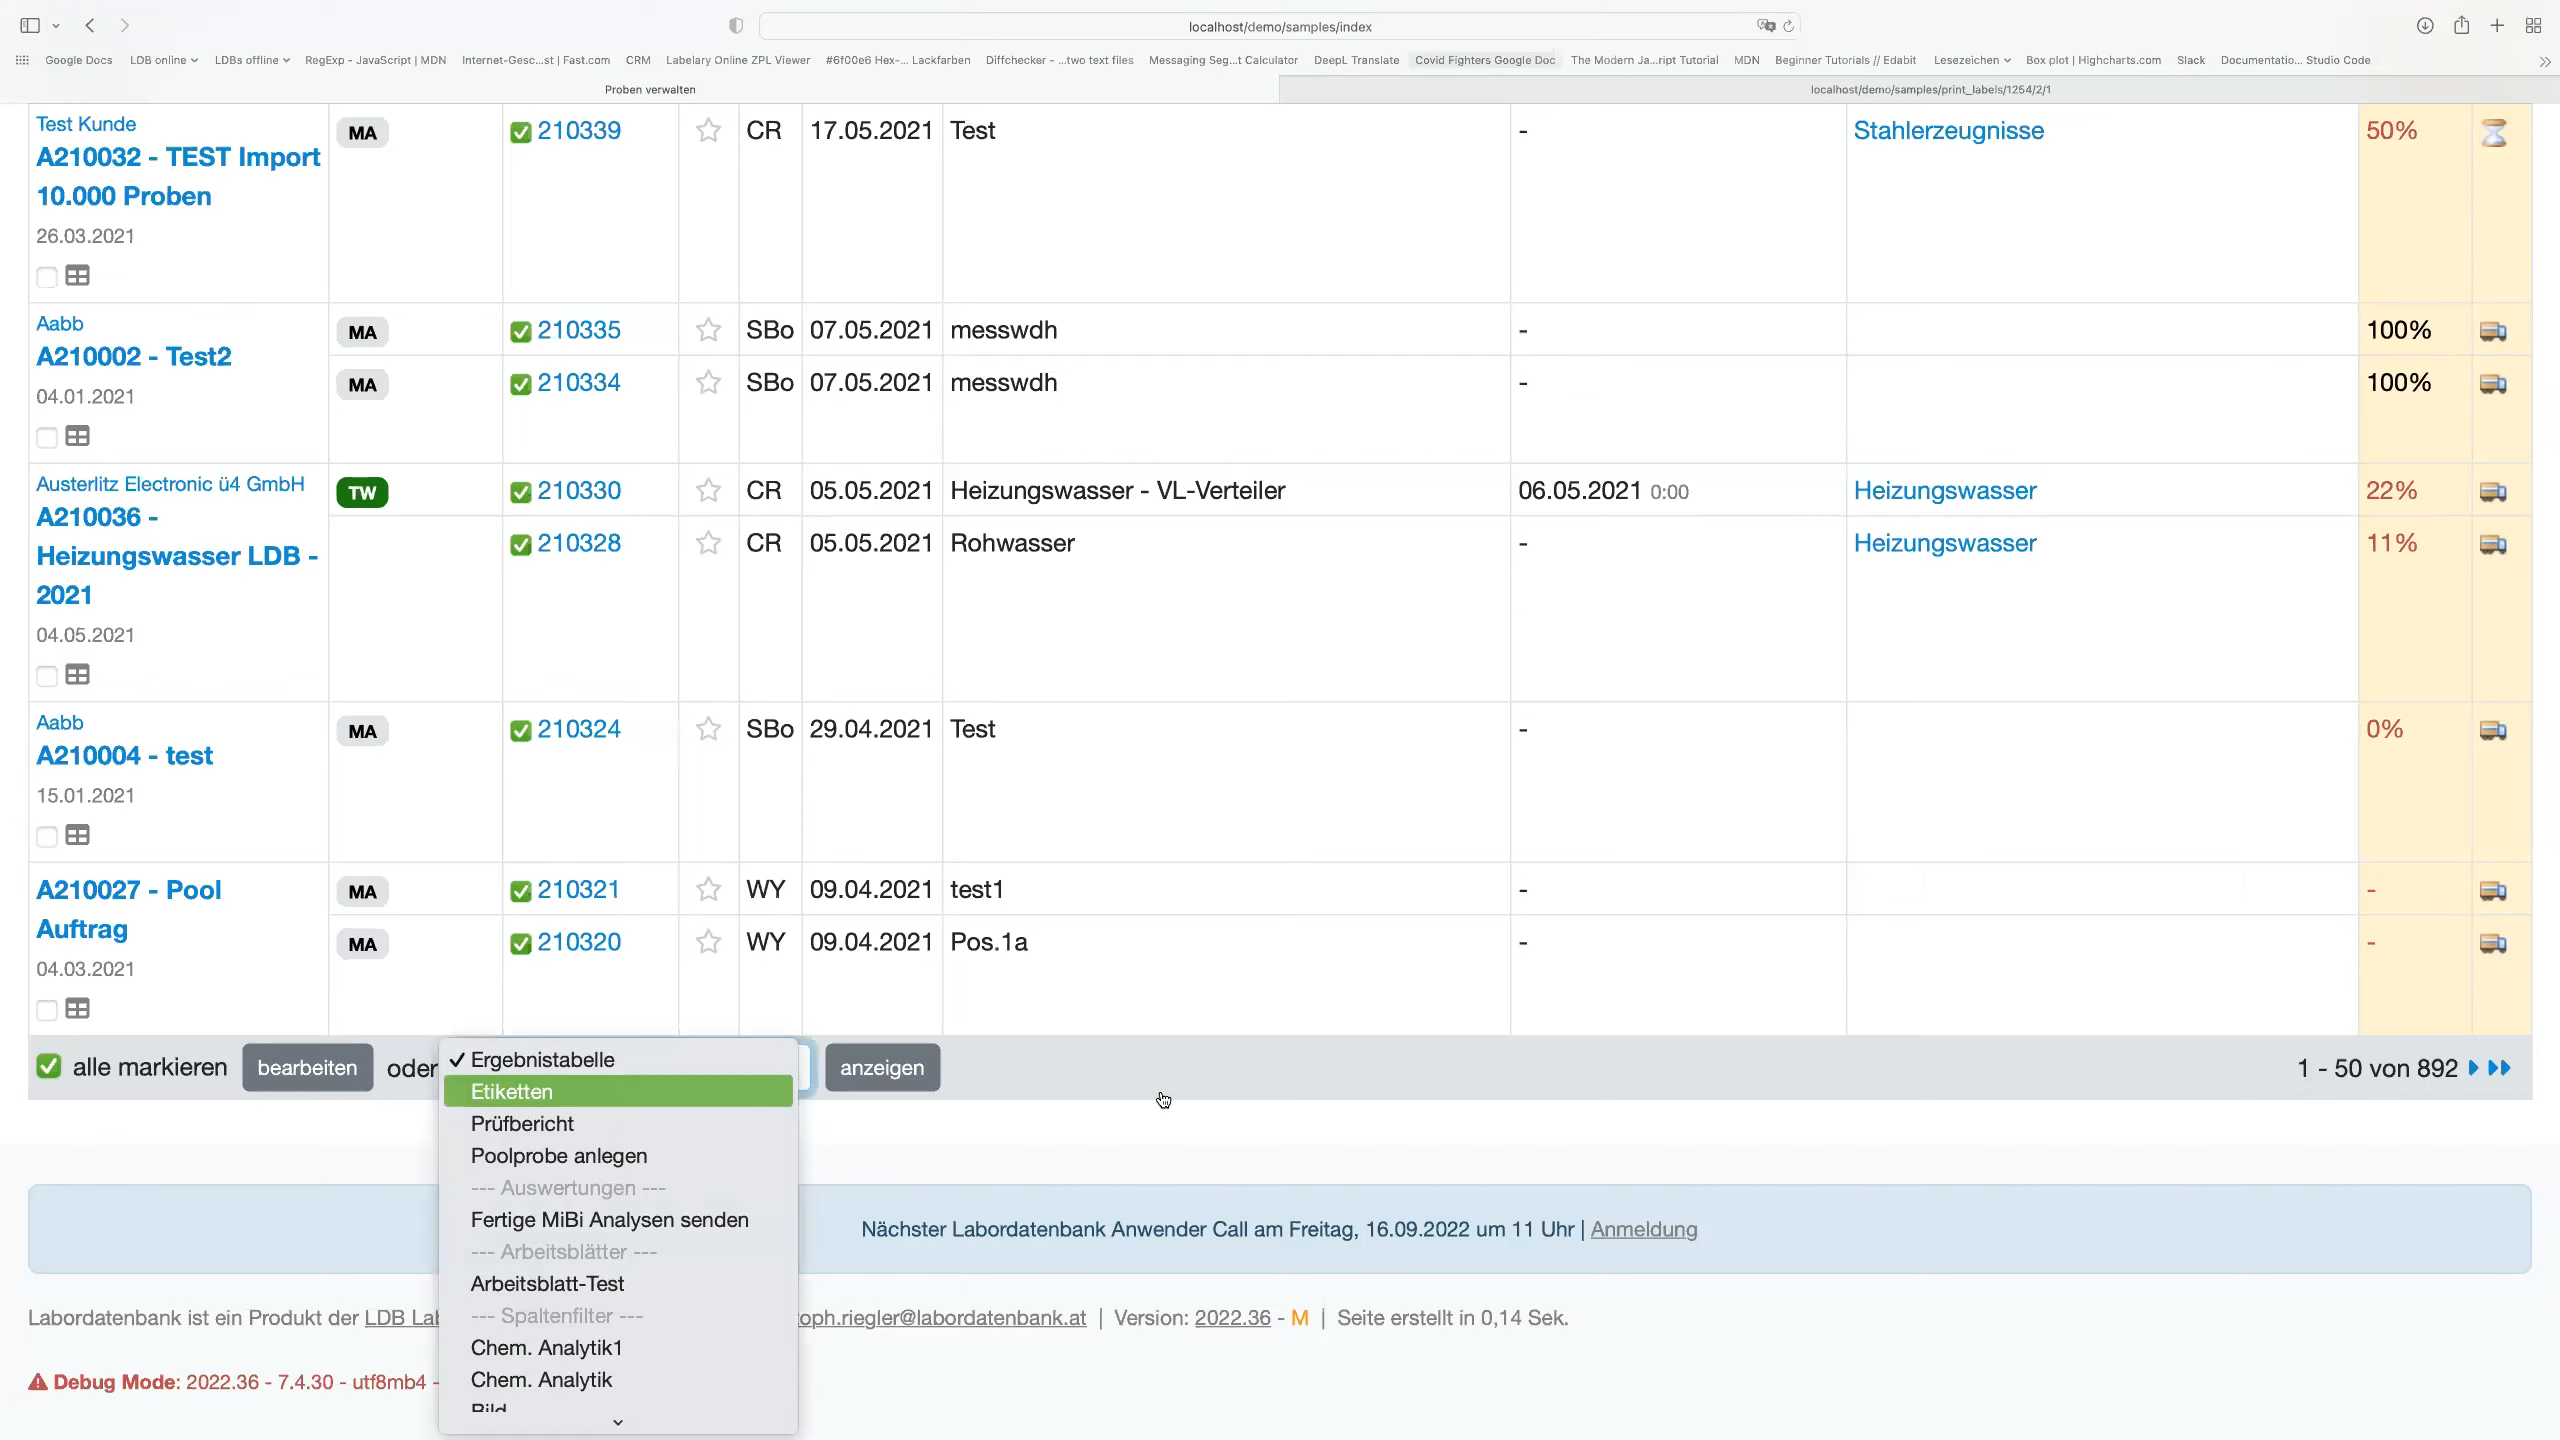 localhost/demo/samples/index
Google Docs LDB online LDBs offline RegExp - JavaScript | MDN Internet-Gesc...st | Fast.com CRM Labelary Online ZPL Viewer #6f00e6 Hex-... Lackfarben Diffchecker - ...two text files Messaging Seg...t Calculator DeepL Translate Covid Fighters Google Doc The Modern Ja...ript Tutorial MDN Beginner Tutorials // Edabit Lesezeichen Box plot | Highcharts.com Slack Documentatio... Studio Code
Proben verwalten localhost/demo/samples/print_labels/1254/2/1
Test Kunde
A210032 - TEST Import
10.000 Proben
26.03.2021
MA 210339 CR 17.05.2021 Test - Stahlerzeugnisse 50%
Aabb
A210002 - Test2
04.01.2021
MA 210335 SBo 07.05.2021 messwdh - 100%
MA 210334 SBo 07.05.2021 messwdh - 100%
Austerlitz Electronic ü4 GmbH
A210036 -
Heizungswasser LDB -
2021
04.05.2021
TW 210330 CR 05.05.2021 Heizungswasser - VL-Verteiler 06.05.2021 0:00 Heizungswasser 22%
210328 CR 05.05.2021 Rohwasser - Heizungswasser 11%
Aabb
A210004 - test
15.01.2021
MA 210324 SBo 29.04.2021 Test - 0%
A210027 - Pool
Auftrag
04.03.2021
MA 210321 WY 09.04.2021 test1 - -
MA 210320 WY 09.04.2021 Pos.1a - -
alle markieren bearbeiten oder anzeigen 1 - 50 von 892
Ergebnistabelle
Etiketten
Prüfbericht
Poolprobe anlegen
--- Auswertungen ---
Fertige MiBi Analysen senden
--- Arbeitsblätter ---
Arbeitsblatt-Test
--- Spaltenfilter ---
Chem. Analytik1
Chem. Analytik
Bild
Nächster Labordatenbank Anwender Call am Freitag, 16.09.2022 um 11 Uhr | Anmeldung
Labordatenbank ist ein Produkt der LDB Lab oph.riegler@labordatenbank.at | Version: 2022.36 - M | Seite erstellt in 0,14 Sek.
Debug Mode: 2022.36 - 7.4.30 - utf8mb4 -